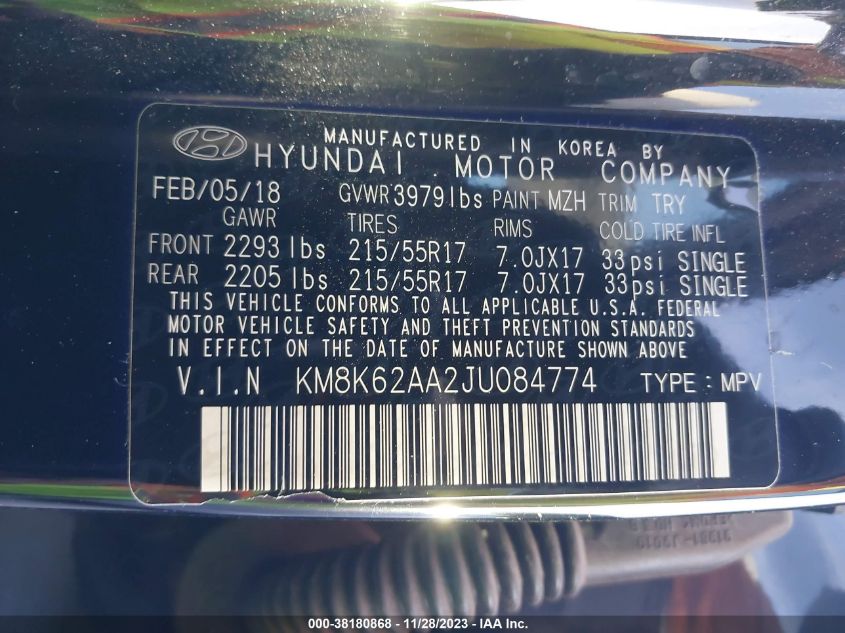 MANUFACTURED IN KOREA BY
HYUNDAI MOTOR COMPANY
FEB/05/18 GVWR 3979 lbs PAINT MZH TRIM TRY
GAWR TIRES RIMS COLD TIRE INFL
FRONT 2293 lbs 215/55R17 7.0JX17 33psi SINGLE
REAR 2205 lbs 215/55R17 7.0JX17 33psi SINGLE
THIS VEHICLE CONFORMS TO ALL APPLICABLE U.S.A. FEDERAL
MOTOR VEHICLE SAFETY AND THEFT PREVENTION STANDARDS
IN EFFECT ON THE DATE OF MANUFACTURE SHOWN ABOVE
V.I.N KM8K62AA2JU084774 TYPE : MPV
000-38180868 - 11/28/2023 - IAA Inc.